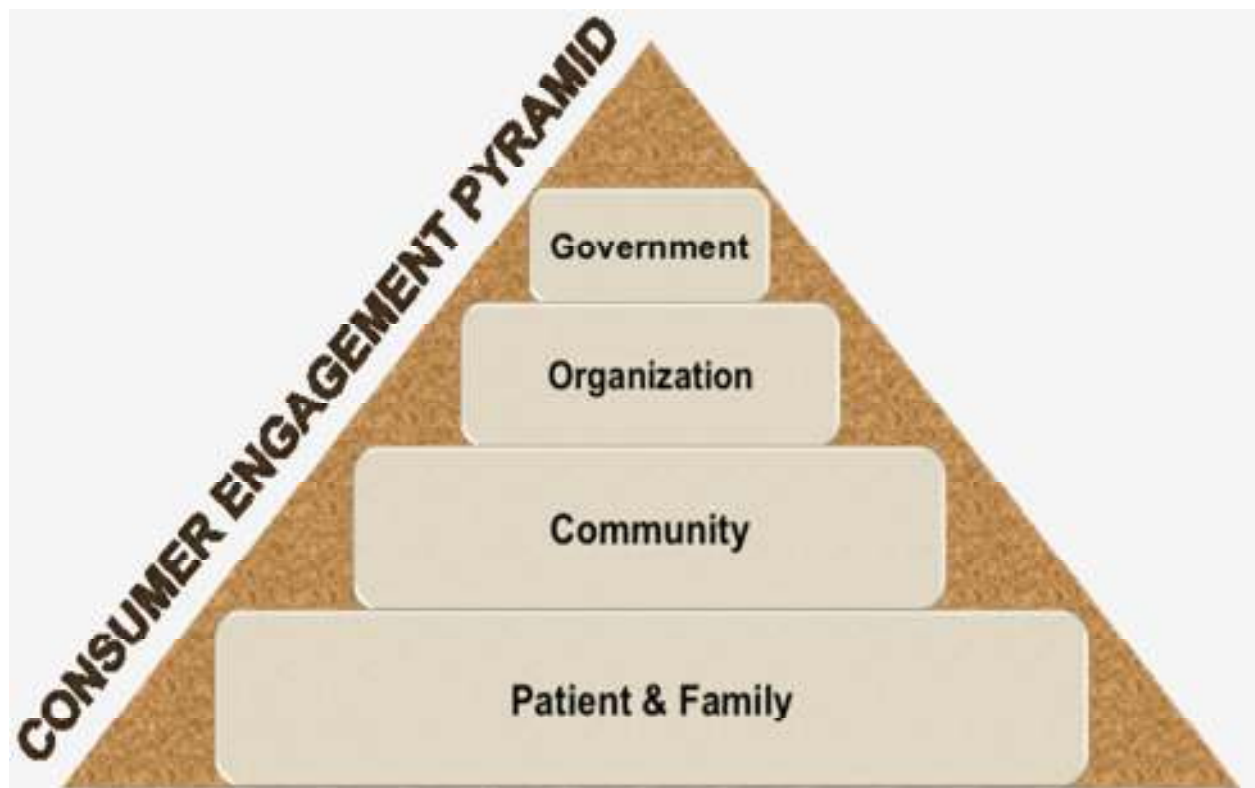 CONSUMER ENGAGEMENT PYRAMID
Government
Organization
Community
Patient & Family